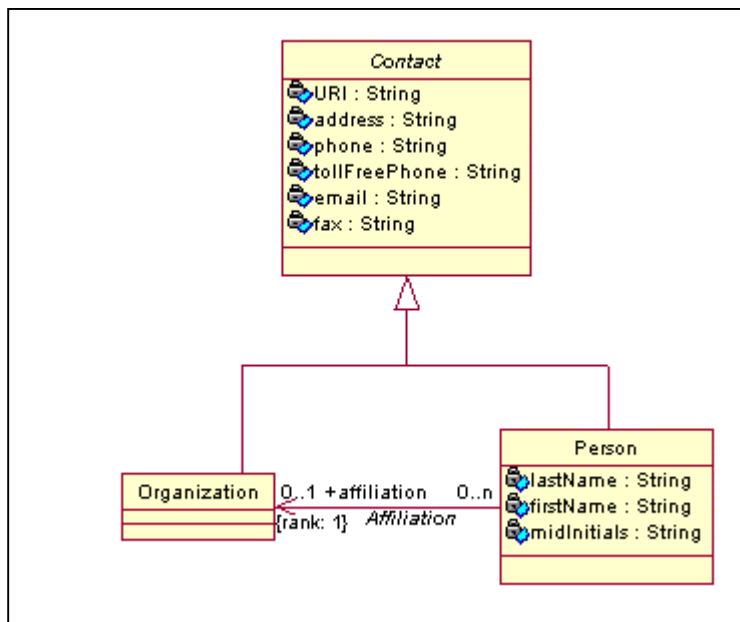 Contact
URI : String
address : String
phone : String
tollFreePhone : String
email : String
fax : String
Person
lastName : String
firstName : String
midInitials : String
Organization
0..1 +affiliation 0..n
{rank: 1} Affiliation